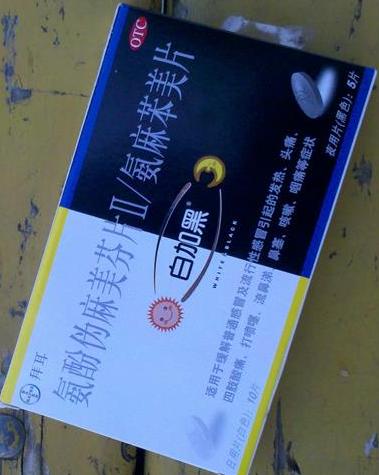 OTC
氨酚伪麻美芬片Ⅱ/氨麻苯美片
白加黑®
WHITE BLACK
适用于缓解普通感冒及流行性感冒引起的发热、头痛、
四肢酸痛、打喷嚏、流鼻涕、鼻塞、咳嗽、咽痛等症状
拜耳
日用片(白色):10片
夜用片(黑色):5片